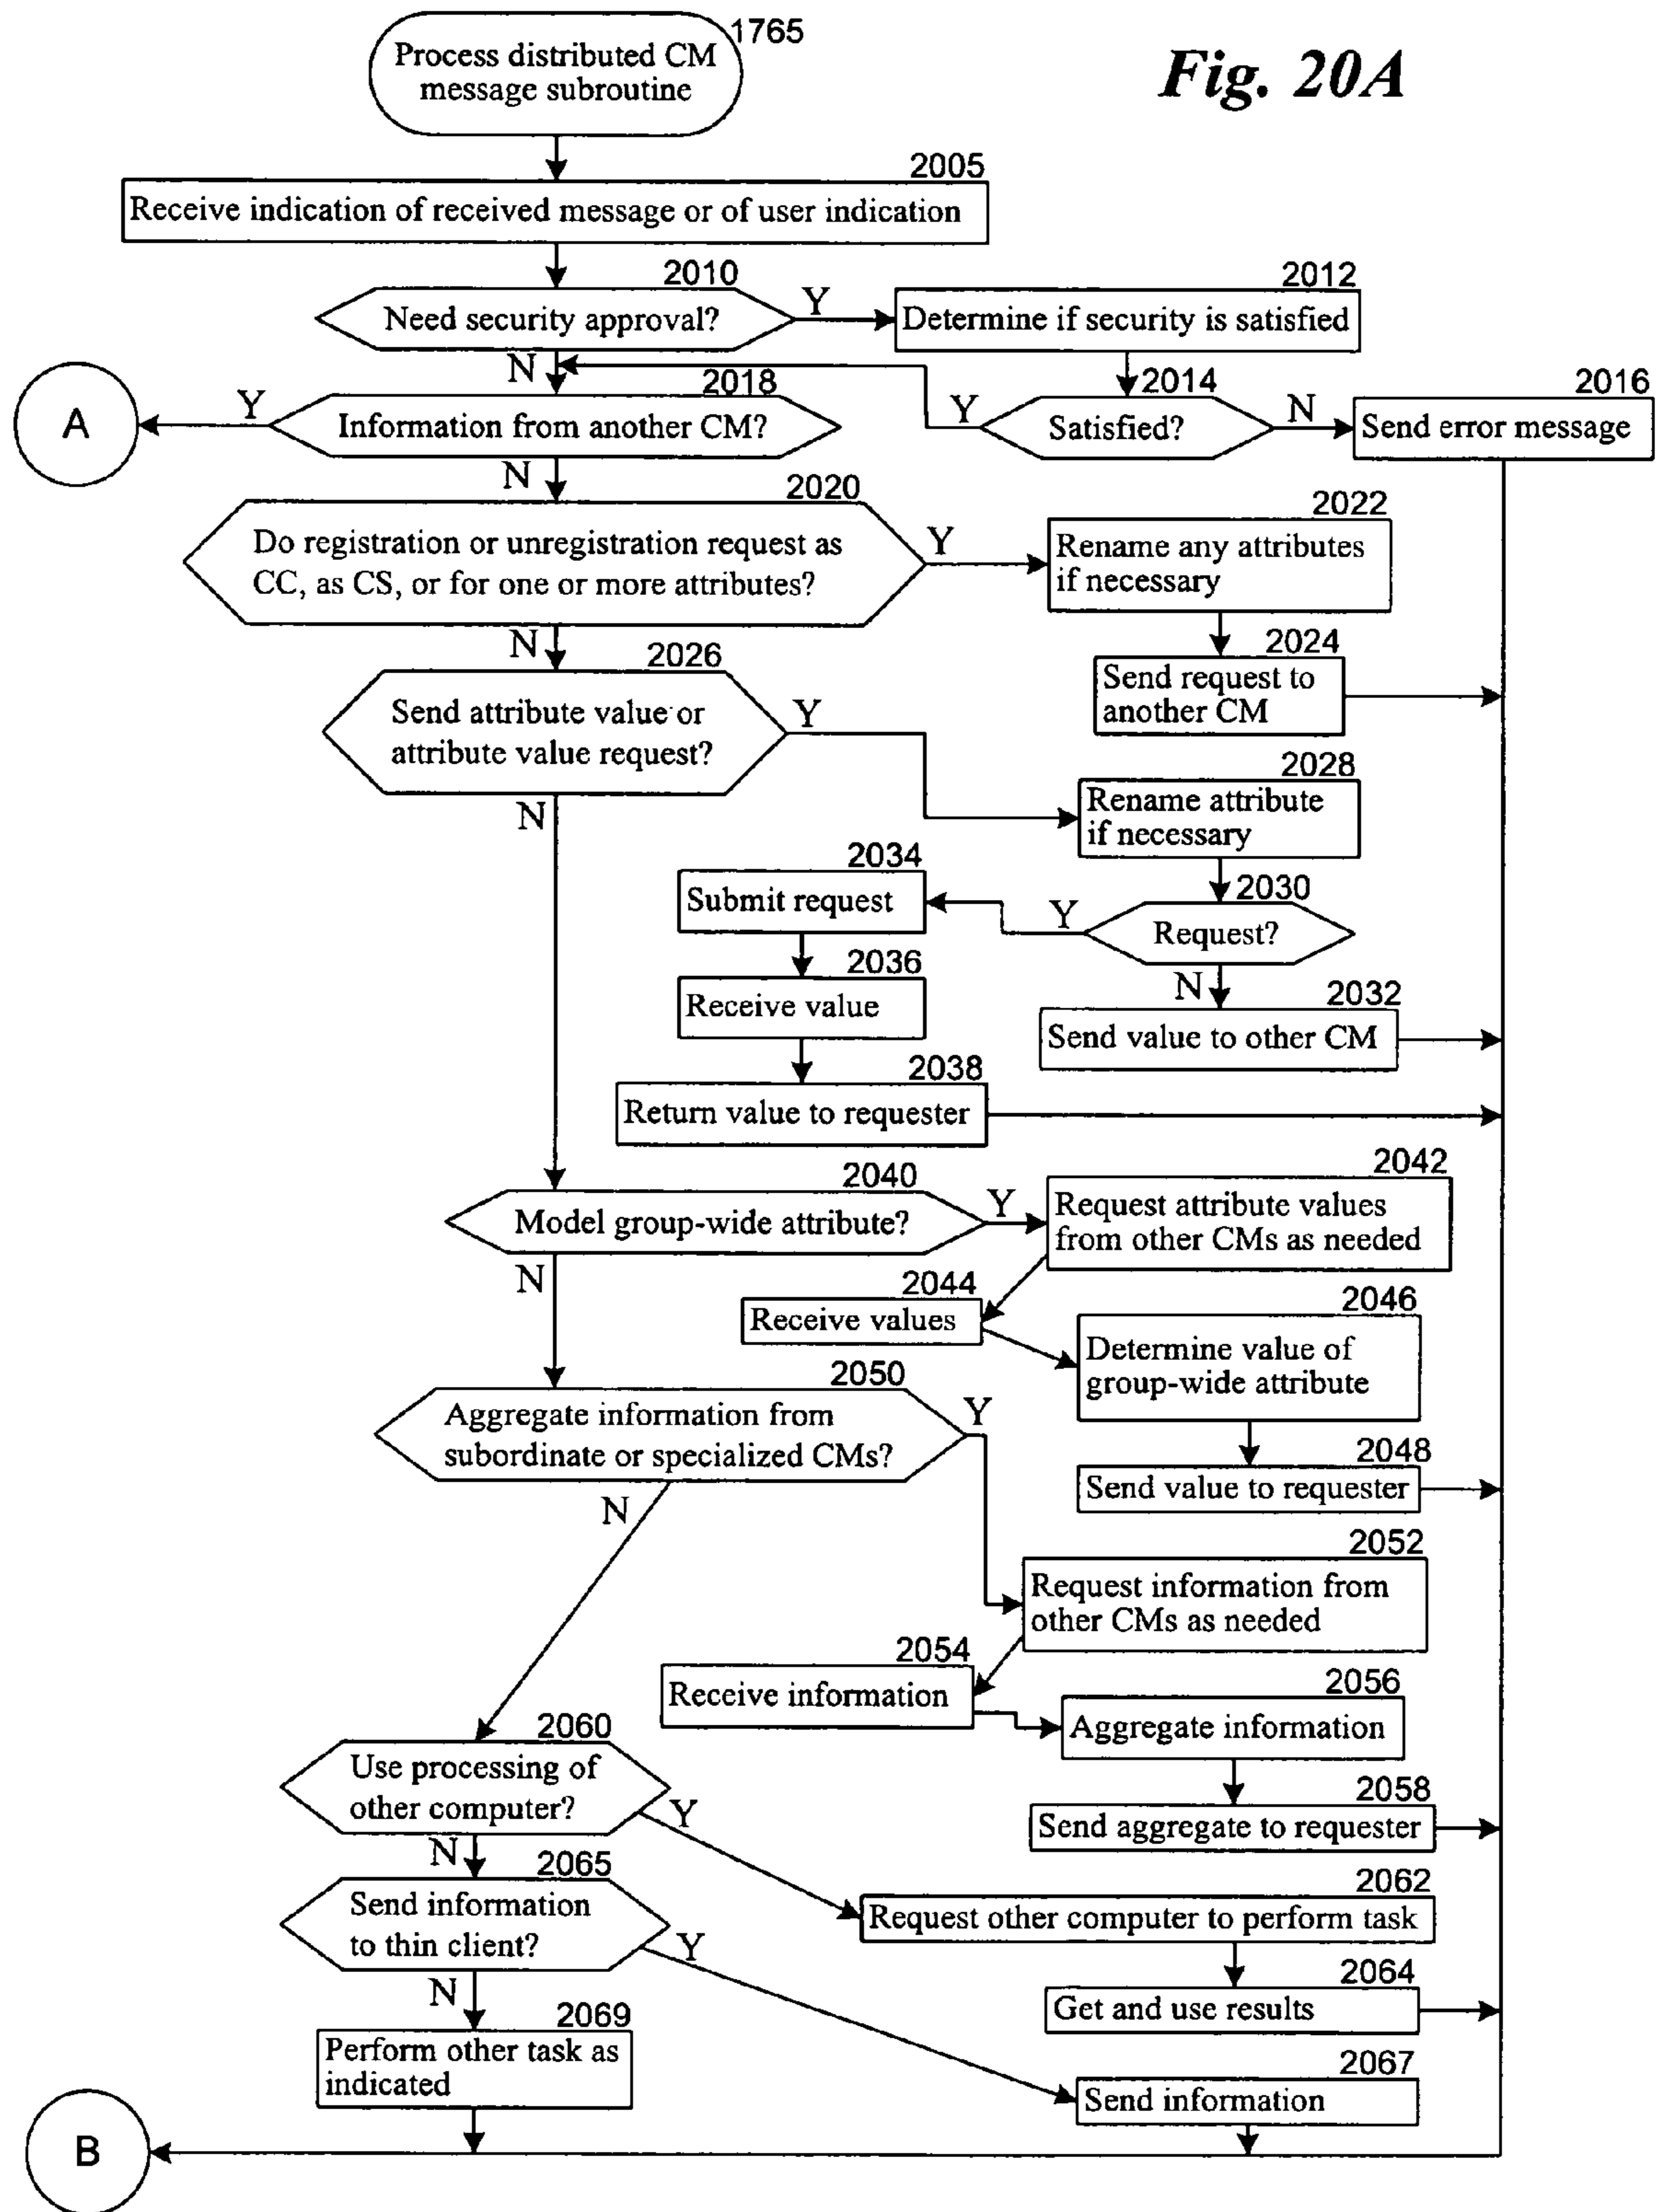 1765
Process distributed CM
message subroutine
Fig. 20A
2005
Receive indication of received message or of user indication
2010
Need security approval?
Y
2012
Determine if security is satisfied
N
2018
Information from another CM?
Y
A
2014
Satisfied?
Y
N
2016
Send error message
N
2020
Do registration or unregistration request as
CC, as CS, or for one or more attributes?
Y
2022
Rename any attributes
if necessary
2024
Send request to
another CM
N
2026
Send attribute value or
attribute value request?
Y
2028
Rename attribute
if necessary
2030
Request?
Y
2034
Submit request
2036
Receive value
2038
Return value to requester
N
2032
Send value to other CM
N
2040
Model group-wide attribute?
Y
2042
Request attribute values
from other CMs as needed
2044
Receive values
2046
Determine value of
group-wide attribute
2048
Send value to requester
N
2050
Aggregate information from
subordinate or specialized CMs?
Y
2052
Request information from
other CMs as needed
2054
Receive information
2056
Aggregate information
2058
Send aggregate to requester
N
2060
Use processing of
other computer?
Y
2062
Request other computer to perform task
2064
Get and use results
N
2065
Send information
to thin client?
Y
2067
Send information
N
2069
Perform other task as
indicated
B